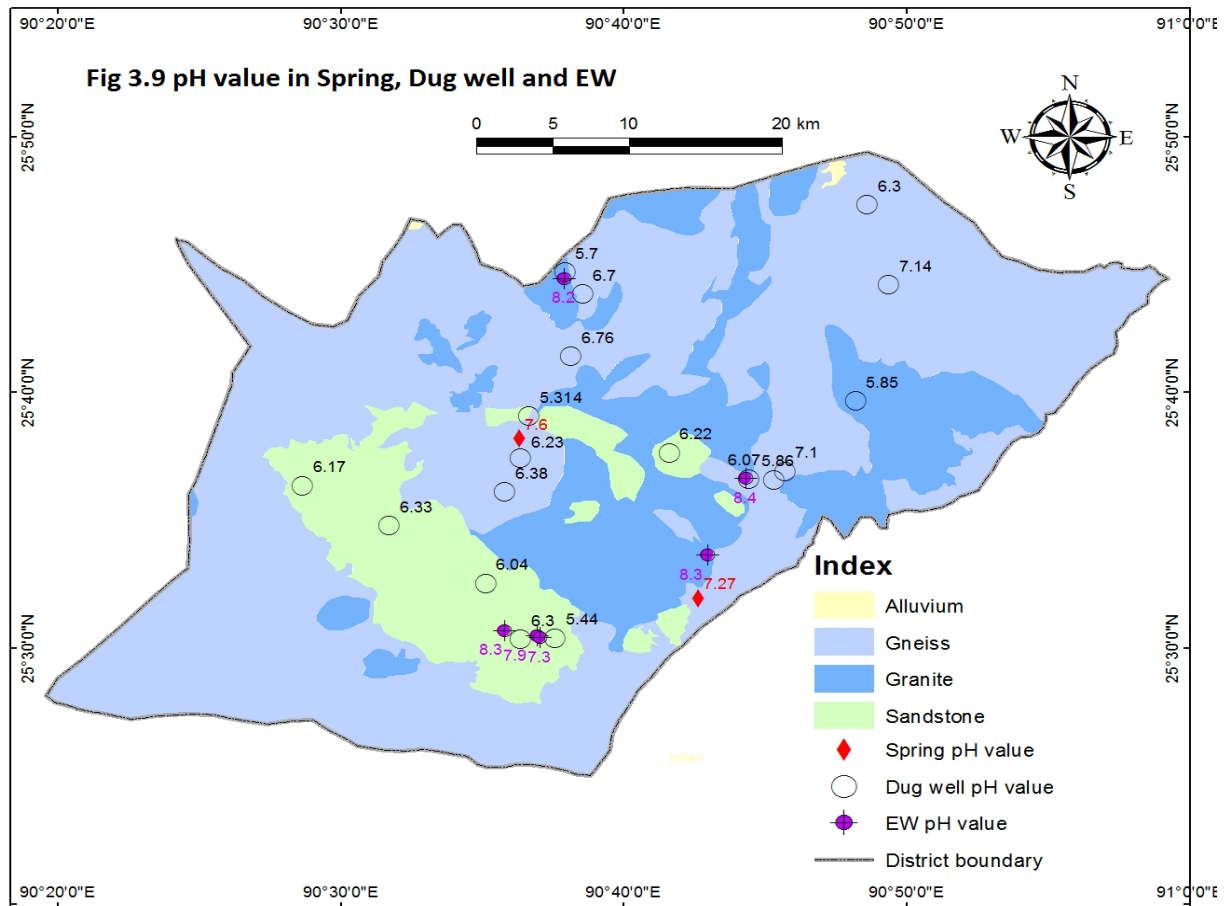 90°20'0"E 90°30'0"E 90°40'0"E 90°50'0"E 91°0'0"E
Fig 3.9 pH value in Spring, Dug well and EW
N
W E
S
0 5 10 20 km
25°50'0"N 25°50'0"N
6.3
5.7
7.14
6.7
8.2
6.76
5.85
25°40'0"N 25°40'0"N
5.314
7.6
6.23
6.22
6.07 5.86 7.1
6.17
6.38
8.4
6.33
6.04
8.3 7.27
Index
Alluvium
6.3 5.44
8.3 7.9 7.3
25°30'0"N 25°30'0"N
Gneiss
Granite
Sandstone
Spring pH value
Index
Dug well pH value
EW pH value
District boundary
90°20'0"E 90°30'0"E 90°40'0"E 90°50'0"E 91°0'0"E